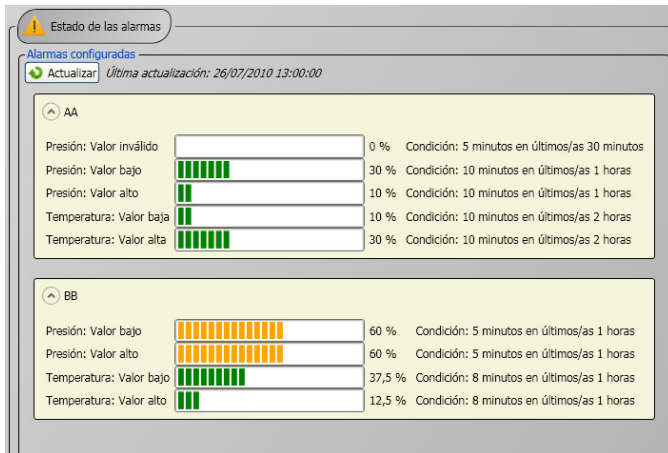 Estado de las alarmas
Alarmas configuradas
Actualizar Última actualización: 26/07/2010 13:00:00
AA
Presión: Valor inválido 0 % Condición: 5 minutos en últimos/as 30 minutos
Presión: Valor bajo 30 % Condición: 10 minutos en últimos/as 1 horas
Presión: Valor alto 10 % Condición: 10 minutos en últimos/as 1 horas
Temperatura: Valor baja 10 % Condición: 10 minutos en últimos/as 2 horas
Temperatura: Valor alta 30 % Condición: 10 minutos en últimos/as 2 horas
BB
Presión: Valor bajo 60 % Condición: 5 minutos en últimos/as 1 horas
Presión: Valor alto 60 % Condición: 5 minutos en últimos/as 1 horas
Temperatura: Valor bajo 37,5 % Condición: 8 minutos en últimos/as 1 horas
Temperatura: Valor alto 12,5 % Condición: 8 minutos en últimos/as 1 horas